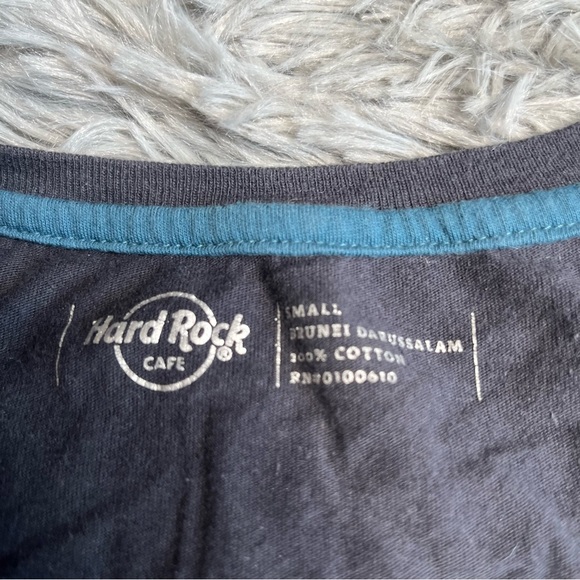 Hard Rock
CAFE
®
SMALL
BRUNEI DARUSSALAM
100% COTTON
RN#0100610